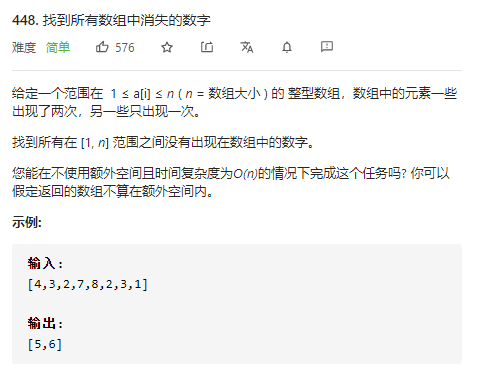 448. 找到所有数组中消失的数字
难度 简单 576
给定一个范围在 1 ≤ a[i] ≤ n ( n = 数组大小 ) 的 整型数组，数组中的元素一些
出现了两次，另一些只出现一次。
找到所有在 [1, n] 范围之间没有出现在数组中的数字。
您能在不使用额外空间且时间复杂度为O(n)的情况下完成这个任务吗? 你可以
假定返回的数组不算在额外空间内。
示例:
输入:
[4,3,2,7,8,2,3,1]
输出:
[5,6]